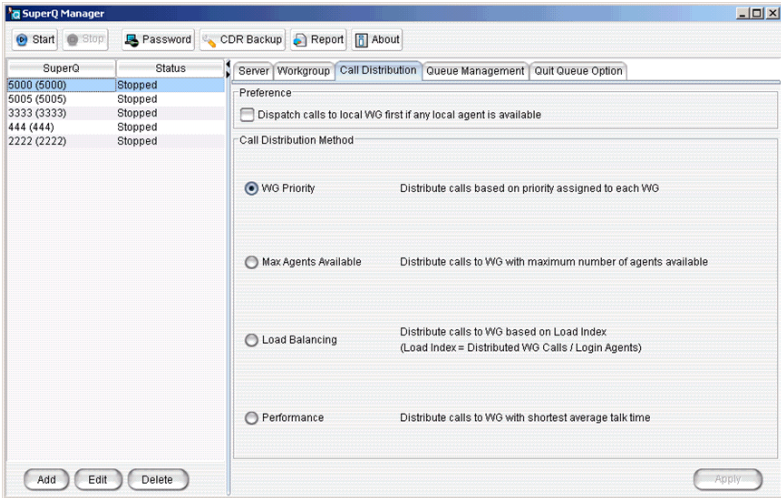 SuperQ Manager
Start Stop Password CDR Backup Report About
SuperQ Status
5000 (5000) Stopped
5005 (5005) Stopped
3333 (3333) Stopped
444 (444) Stopped
2222 (2222) Stopped
Add Edit Delete
Server Workgroup Call Distribution Queue Management Quit Queue Option
Preference
Dispatch calls to local WG first if any local agent is available
Call Distribution Method
WG Priority Distribute calls based on priority assigned to each WG
Max Agents Available Distribute calls to WG with maximum number of agents available
Load Balancing Distribute calls to WG based on Load Index
(Load Index = Distributed WG Calls / Login Agents)
Performance Distribute calls to WG with shortest average talk time
Apply